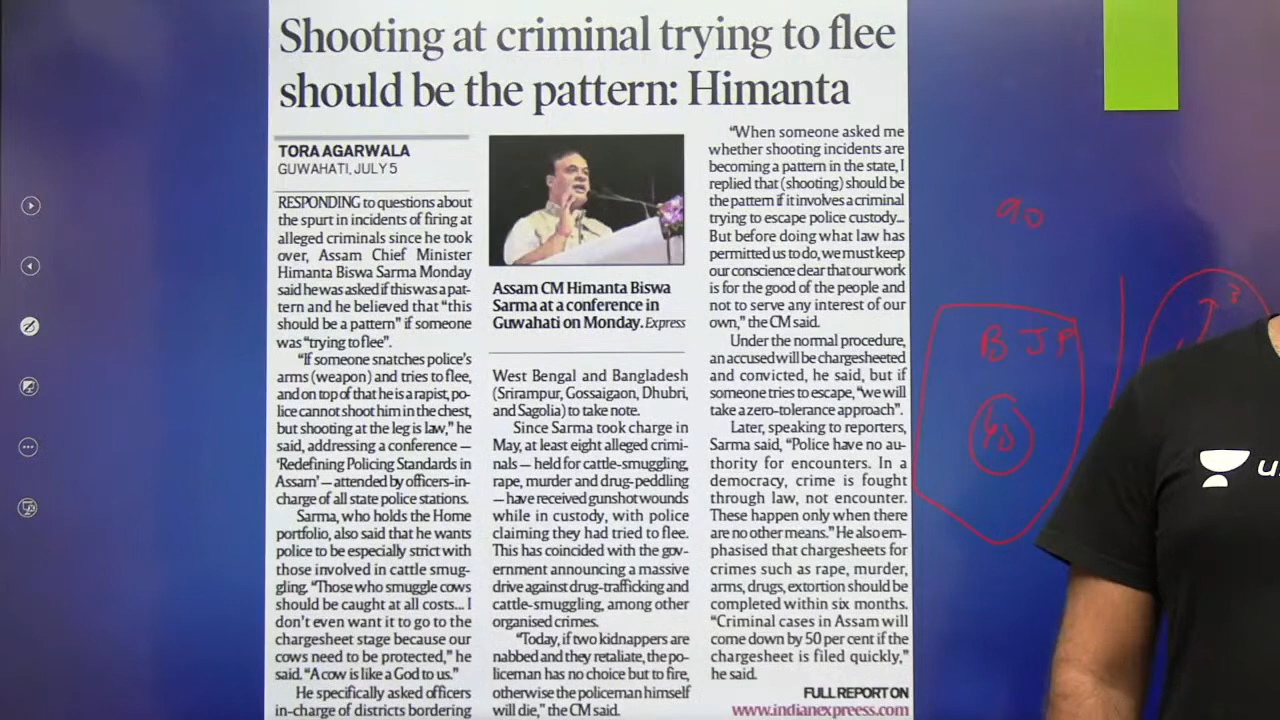 Shooting at criminal trying to flee
should be the pattern: Himanta
TORA AGARWALA
GUWAHATI, JULY 5
RESPONDING to questions about
the spurt in incidents of firing at
alleged criminals since he took
over, Assam Chief Minister
Himanta Biswa Sarma Monday
said he was asked if this was a pat-
tern and he believed that “this
should be a pattern” if someone
was “trying to flee”.
“If someone snatches police’s
arms (weapon) and tries to flee,
and on top of that he is a rapist, po-
lice cannot shoot him in the chest,
but shooting at the leg is law,” he
said, addressing a conference —
‘Redefining Policing Standards in
Assam’ — attended by officers-in-
charge of all state police stations.
Sarma, who holds the Home
portfolio, also said that he wants
police to be especially strict with
those involved in cattle smug-
gling. “Those who smuggle cows
should be caught at all costs... I
don’t even want it to go to the
chargesheet stage because our
cows need to be protected,” he
said. “A cow is like a God to us.”
He specifically asked officers
in-charge of districts bordering
Assam CM Himanta Biswa
Sarma at a conference in
Guwahati on Monday. Express
West Bengal and Bangladesh
(Srirampur, Gossaigaon, Dhubri,
and Sagolia) to take note.
Since Sarma took charge in
May, at least eight alleged crimi-
nals — held for cattle-smuggling,
rape, murder and drug-peddling
— have received gunshot wounds
while in custody, with police
claiming they had tried to flee.
This has coincided with the gov-
ernment announcing a massive
drive against drug-trafficking and
cattle-smuggling, among other
organised crimes.
“Today, if two kidnappers are
nabbed and they retaliate, the po-
liceman has no choice but to fire,
otherwise the policeman himself
will die,” the CM said.
“When someone asked me
whether shooting incidents are
becoming a pattern in the state, I
replied that (shooting) should be
the pattern if it involves a criminal
trying to escape police custody...
But before doing what law has
permitted us to do, we must keep
our conscience clear that our work
is for the good of the people and
not to serve any interest of our
own,” the CM said.
Under the normal procedure,
an accused will be chargesheeted
and convicted, he said, but if
someone tries to escape, “we will
take a zero-tolerance approach”.
Later, speaking to reporters,
Sarma said, “Police have no au-
thority for encounters. In a
democracy, crime is fought
through law, not encounter.
These happen only when there
are no other means.” He also em-
phasised that chargesheets for
crimes such as rape, murder,
arms, drugs, extortion should be
completed within six months.
“Criminal cases in Assam will
come down by 50 per cent if the
chargesheet is filed quickly,”
he said.
FULL REPORT ON
www.indianexpreess.com
90
BJP